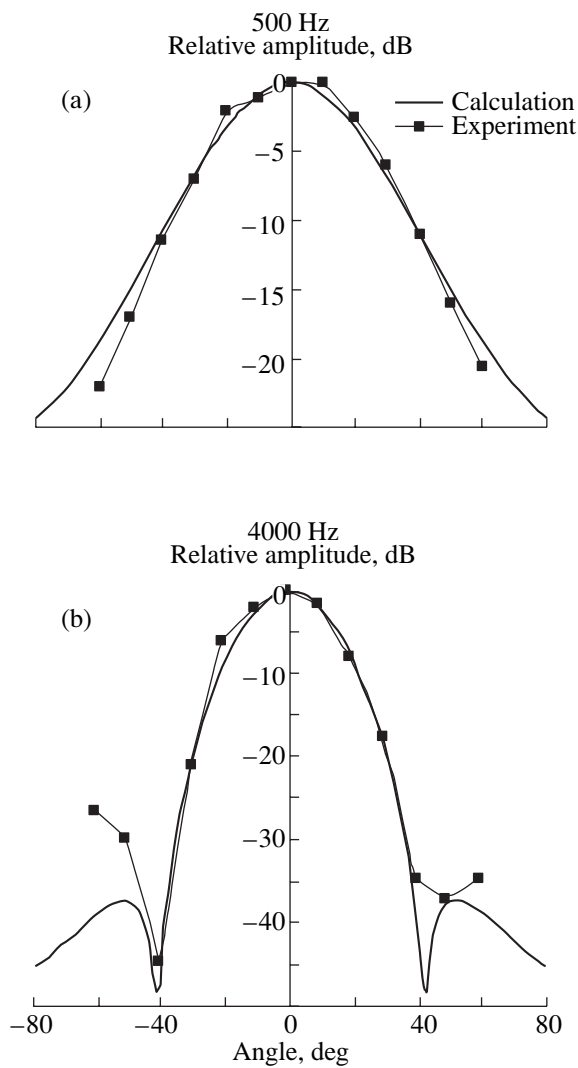 500 Hz
Relative amplitude, dB
(a)
0
Calculation
Experiment
−5
−10
−15
−20
4000 Hz
Relative amplitude, dB
(b)
0
−10
−20
−30
−40
−80 −40 0 40 80
Angle, deg